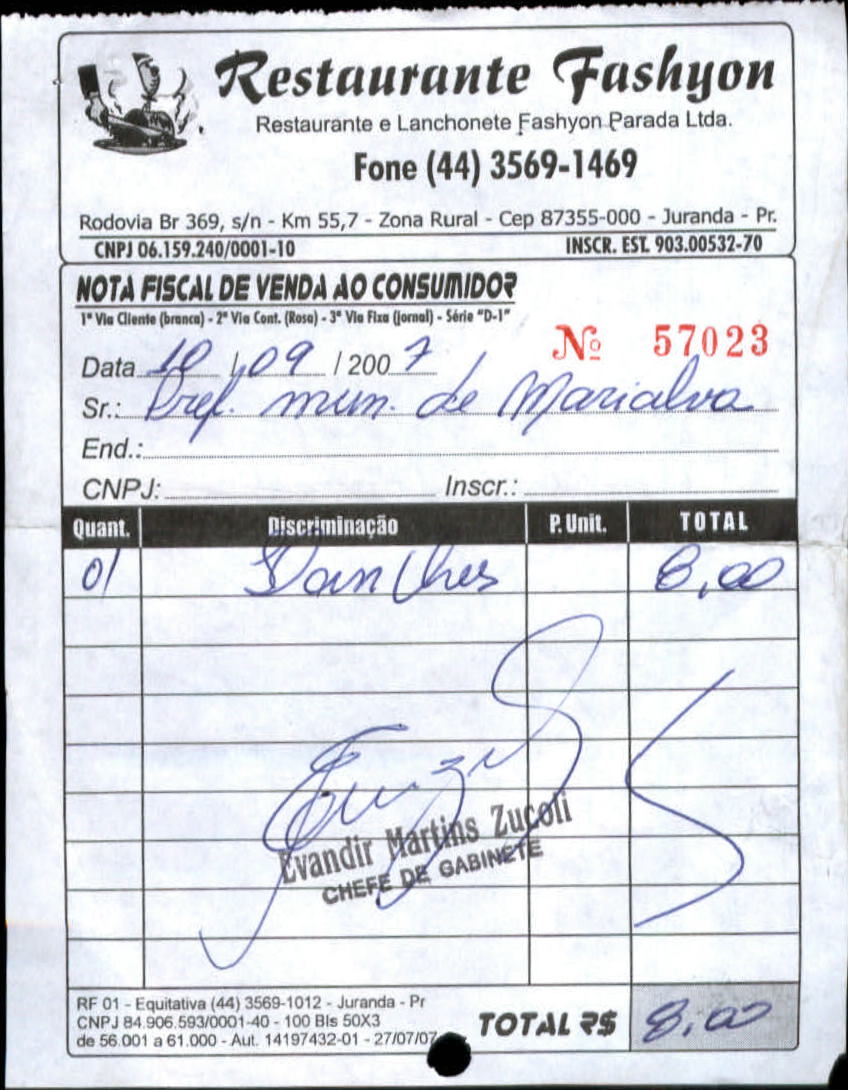 Restaurante Fashyon
Restaurante e Lanchonete Fashyon Parada Ltda.
Fone (44) 3569-1469
Rodovia Br 369, s/n - Km 55,7 - Zona Rural - Cep 87355-000 - Juranda - Pr.
CNPJ 06.159.240/0001-10 INSCR. EST. 903.00532-70
NOTA FISCAL DE VENDA AO CONSUMIDOR
1ª Via Cliente (branca) - 2ª Via Cont. (Rosa) - 3ª Via Fixa (jornal) - Série "D-1"
Nº 57023
Data 10 / 09 / 2007
Sr.: Pref. mun. de Marialva
End.:
CNPJ: Inscr.:
Quant. Discriminação P. Unit. TOTAL
01 8,00
Evandir Martins Zucoli
CHEFE DE GABINETE
RF 01 - Equitativa (44) 3569-1012 - Juranda - Pr
CNPJ 84.906.593/0001-40 - 100 Bls 50X3
de 56.001 a 61.000 - Aut. 14197432-01 - 27/07/07
TOTAL R$ 8,00